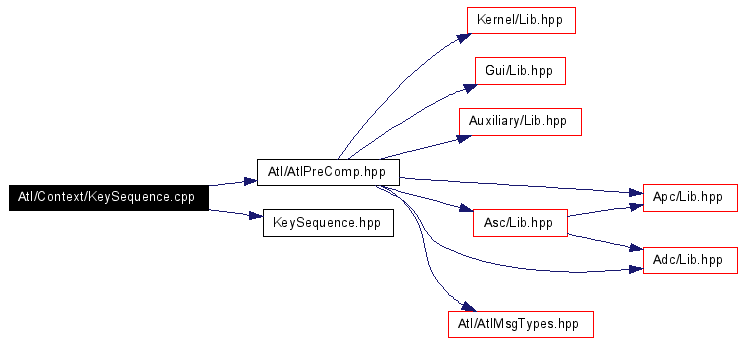 Kernel/Lib.hpp
Gui/Lib.hpp
Auxiliary/Lib.hpp
Atl/AtlPreComp.hpp
Atl/Context/KeySequence.cpp
Apc/Lib.hpp
KeySequence.hpp
Asc/Lib.hpp
Adc/Lib.hpp
Atl/AtlMsgTypes.hpp